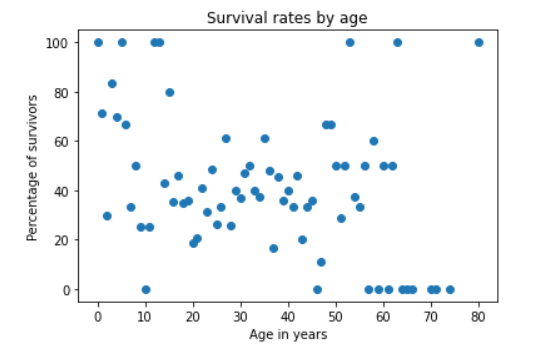 Survival rates by age
Percentage of survivors
100
80
60
40
20
0
0 10 20 30 40 50 60 70 80
Age in years